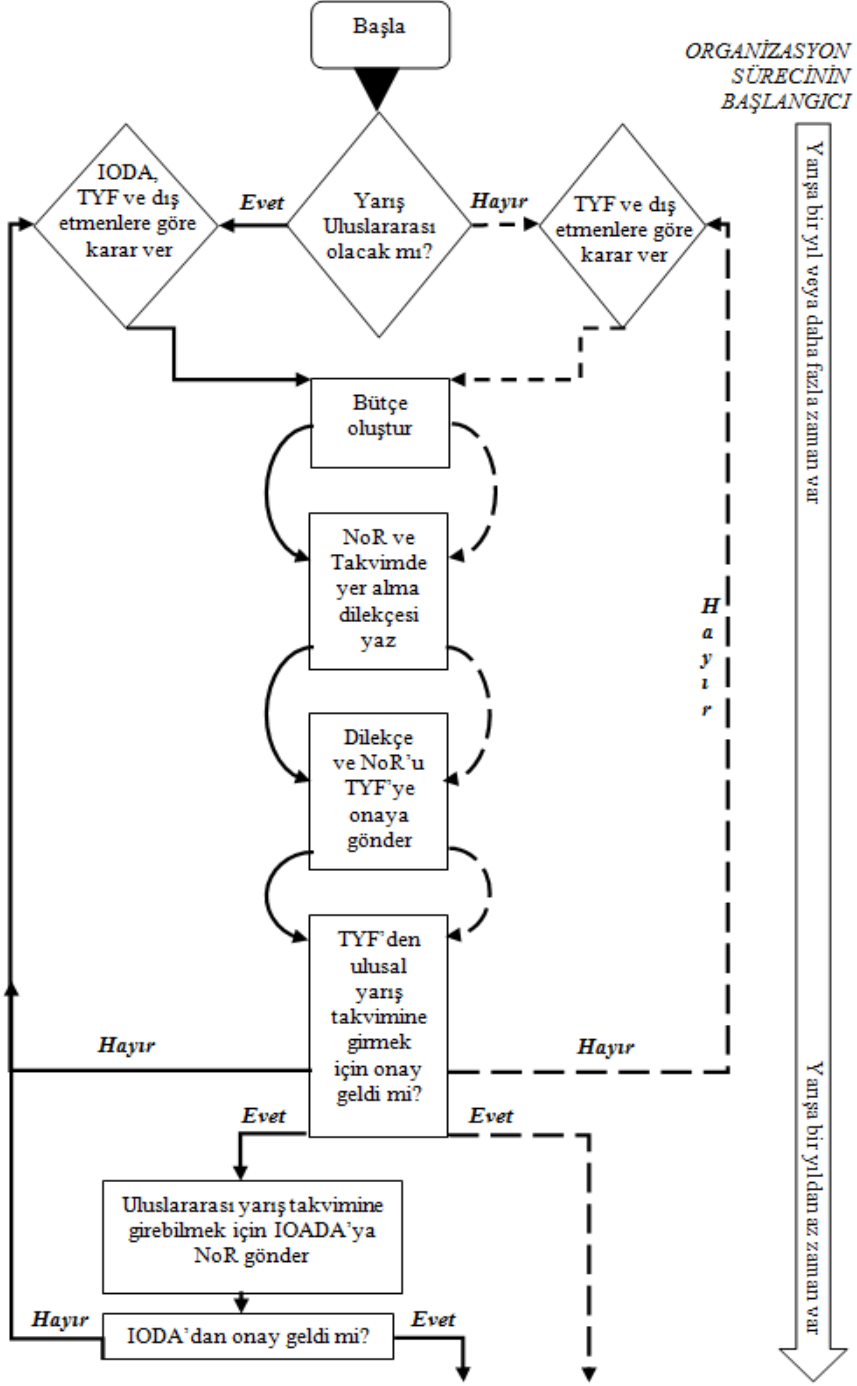 Başla
ORGANİZASYON
SÜRECİNİN
BAŞLANGICI
IODA,
TYF ve dış
etmenlere göre
karar ver
Evet
Yarış
Uluslararası
olacak mı?
Hayır
TYF ve dış
etmenlere göre
karar ver
Yarışa bir yıl veya daha fazla zaman var
Bütçe
oluştur
NoR ve
Takvimde
yer alma
dilekçesi
yaz
H
a
y
ı
r
Dilekçe
ve NoR’u
TYF’ye
onaya
gönder
TYF’den
ulusal
yarış
takvimine
girmek
için onay
geldi mi?
Hayır
Hayır
Evet
Evet
Yarışa bir yıldan az zaman var
Uluslararası yarış takvimine
girebilmek için IOADA’ya
NoR gönder
Hayır
IODA’dan onay geldi mi?
Evet